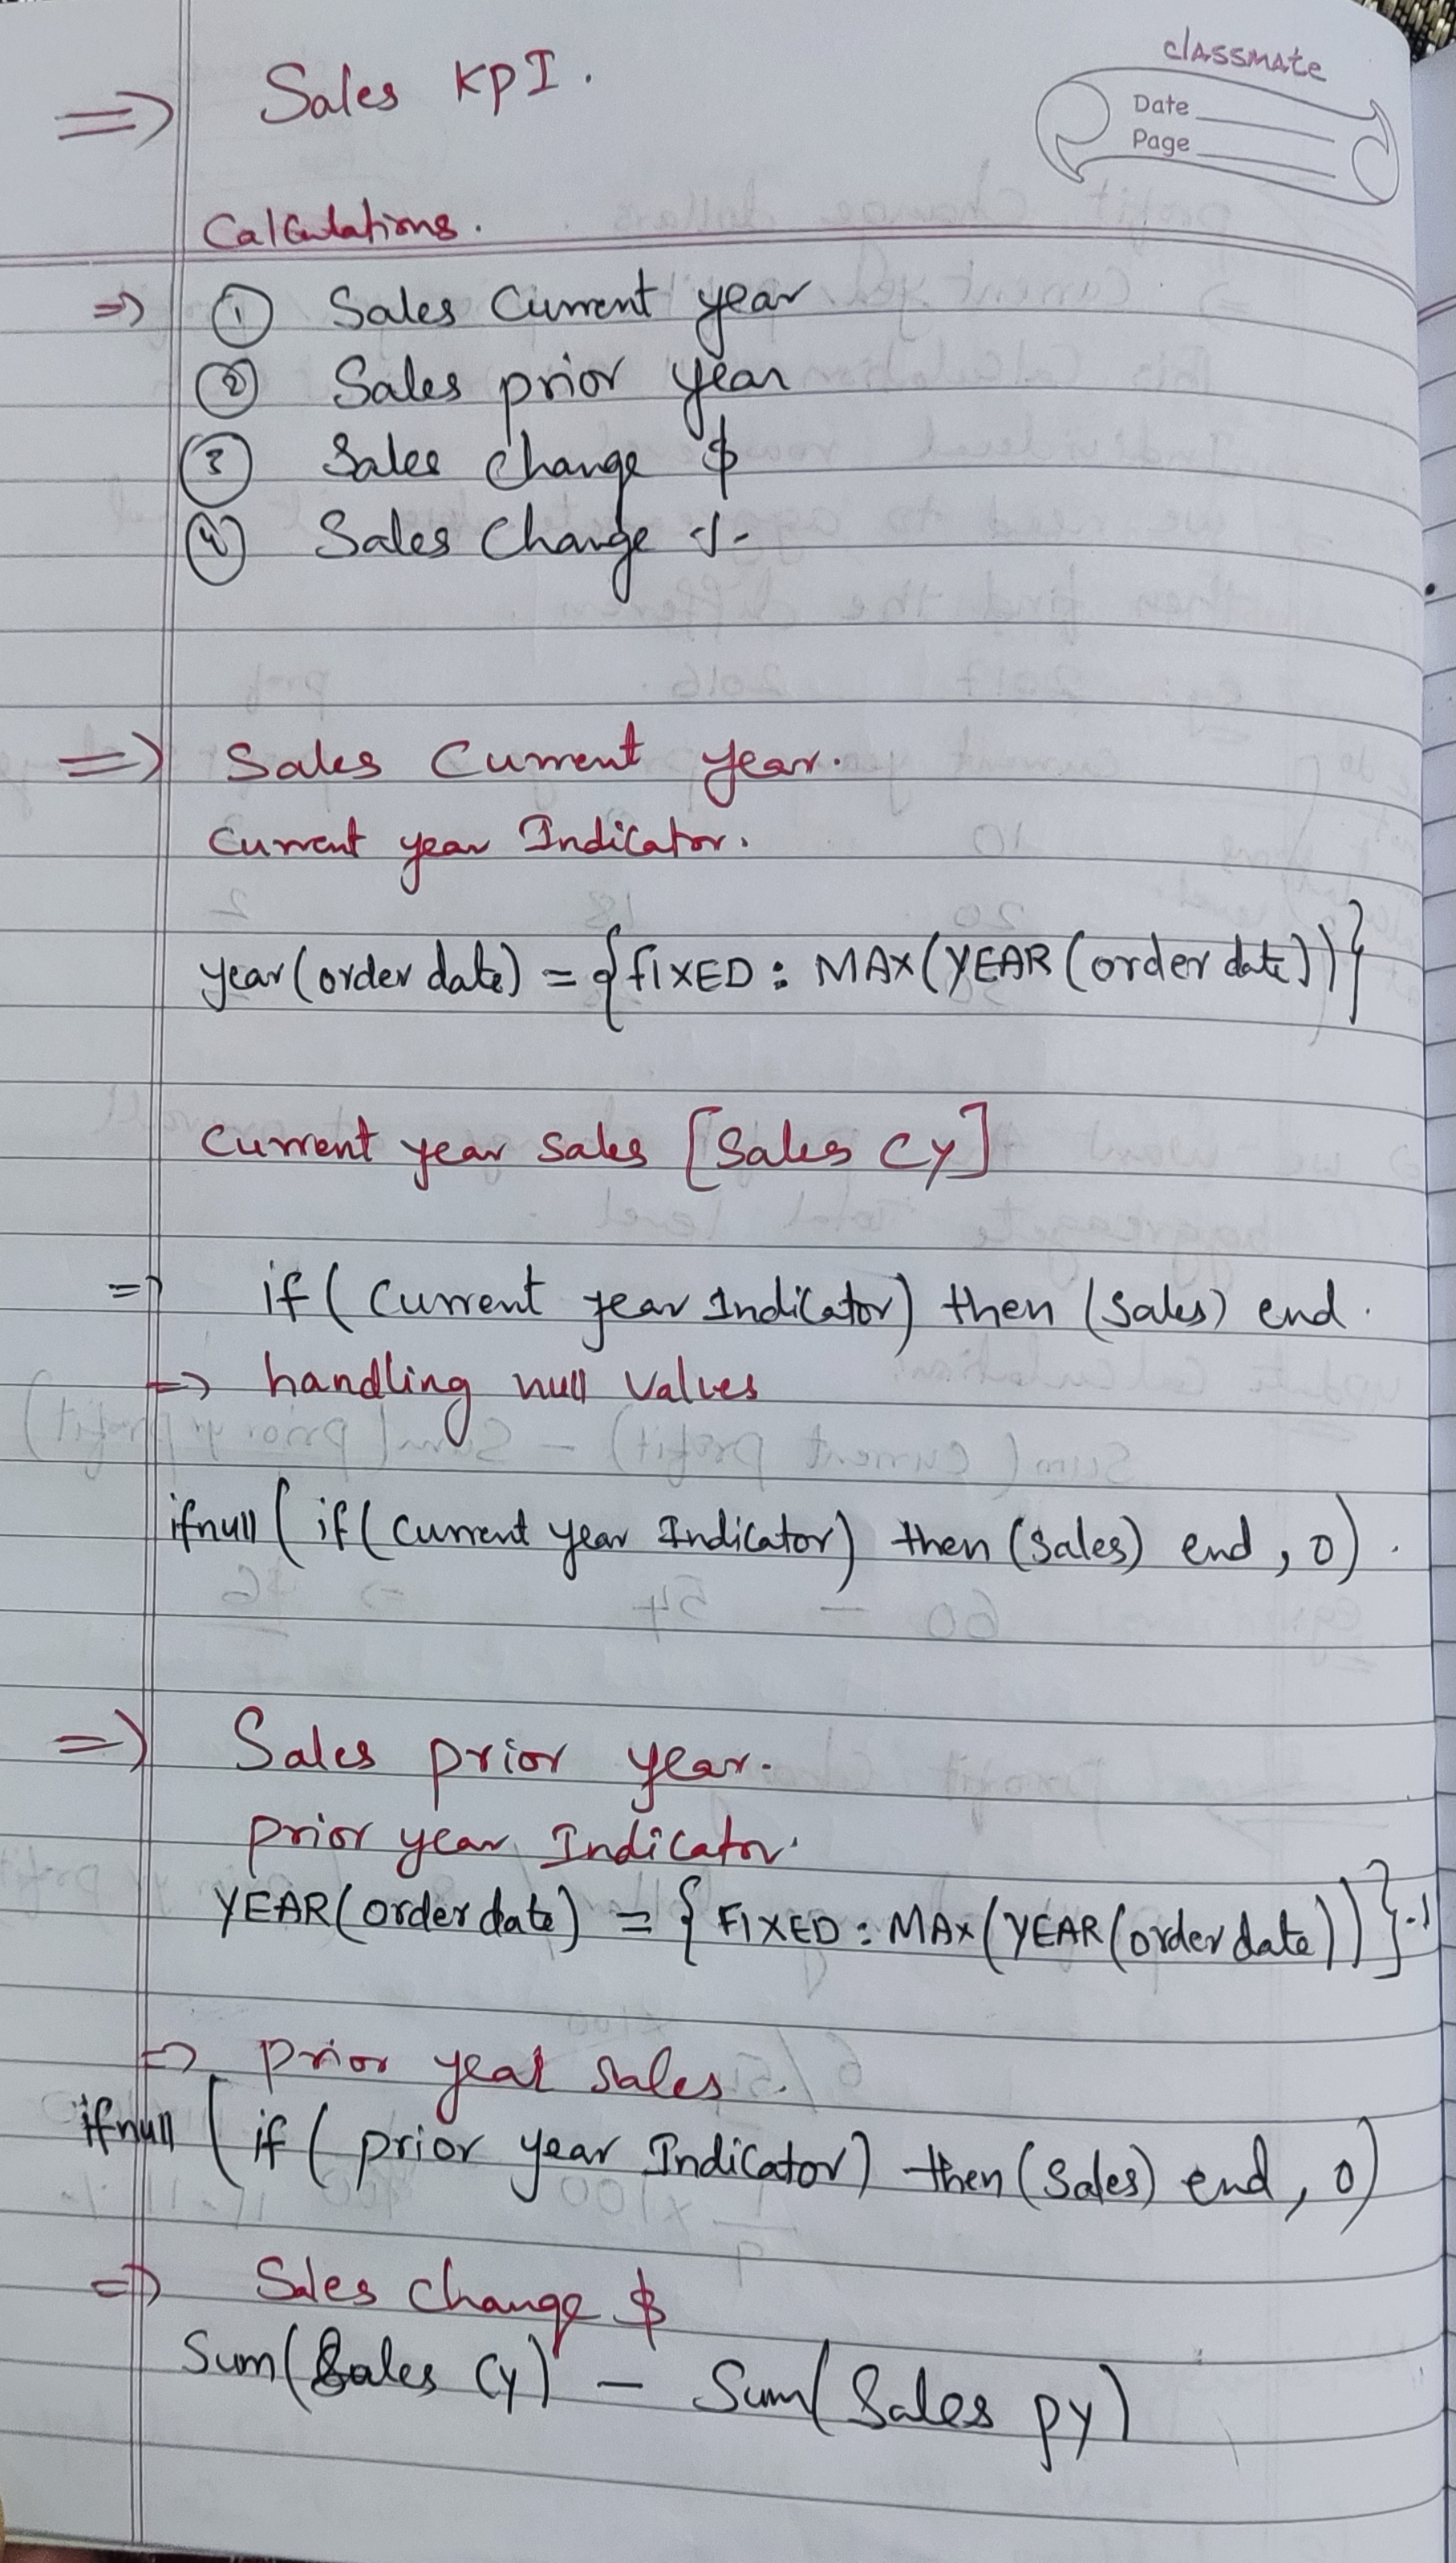 classmate
Date
Page
⇒ Sales KPI.
Calculations.
⇒ ① Sales Current year
② Sales prior year
③ Sales change $
④ Sales Change %
⇒ Sales Current year.
Current year Indicator.
year(order date) = {FIXED : MAX(YEAR(order date))}
Current year sales [Sales CY]
⇒ if (Current year Indicator) then (sales) end.
⇒ handling null values
ifnull (if (Current year Indicator) then (sales) end, 0).
⇒ Sales prior year.
prior year Indicator.
YEAR(order date) = {FIXED : MAX(YEAR(order date))}-1
⇒ prior year sales.
ifnull (if (prior year Indicator) then (Sales) end, 0)
⇒ Sales change $
Sum(Sales CY) – Sum(Sales PY)